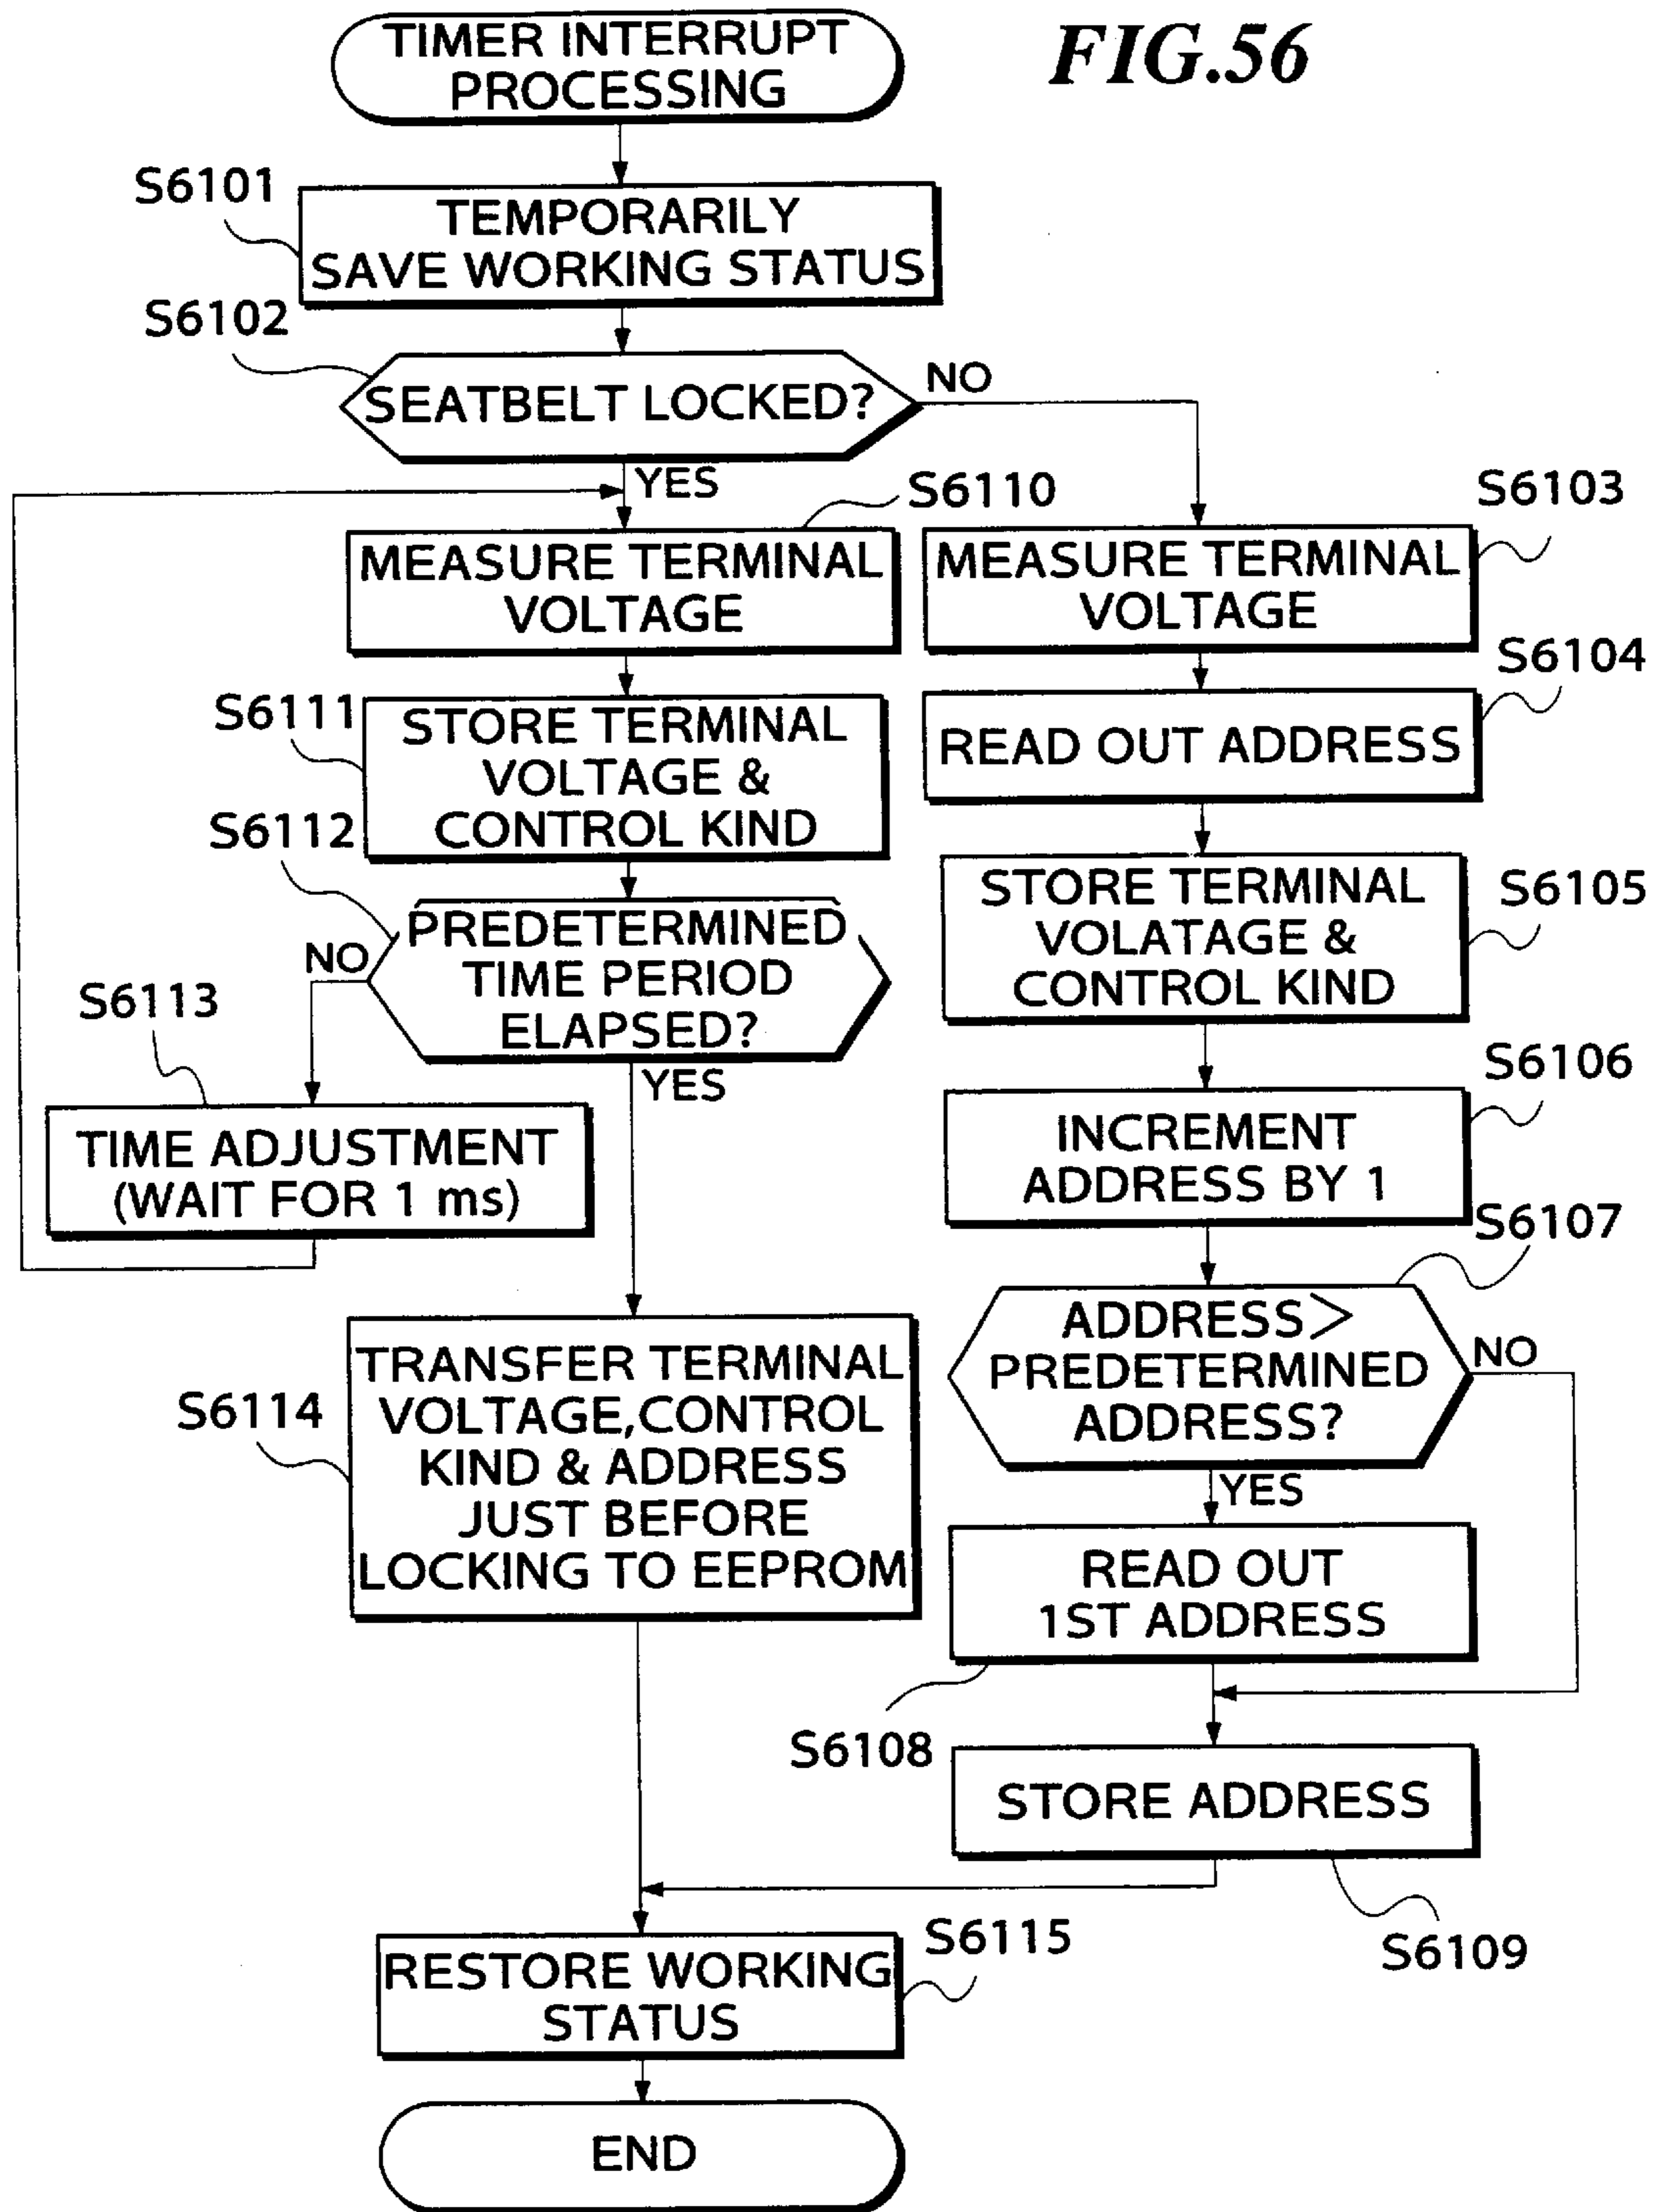 FIG.56
TIMER INTERRUPT
PROCESSING
S6101
TEMPORARILY
SAVE WORKING STATUS
S6102
SEATBELT LOCKED?
NO
YES
S6110
MEASURE TERMINAL
VOLTAGE
S6111
STORE TERMINAL
VOLTAGE &
CONTROL KIND
S6112
PREDETERMINED
TIME PERIOD
ELAPSED?
NO
YES
S6113
TIME ADJUSTMENT
(WAIT FOR 1 ms)
S6114
TRANSFER TERMINAL
VOLTAGE,CONTROL
KIND & ADDRESS
JUST BEFORE
LOCKING TO EEPROM
S6103
MEASURE TERMINAL
VOLTAGE
S6104
READ OUT ADDRESS
S6105
STORE TERMINAL
VOLATAGE &
CONTROL KIND
S6106
INCREMENT
ADDRESS BY 1
S6107
ADDRESS>
PREDETERMINED
ADDRESS?
NO
YES
READ OUT
1ST ADDRESS
S6108
STORE ADDRESS
S6109
S6115
RESTORE WORKING
STATUS
END